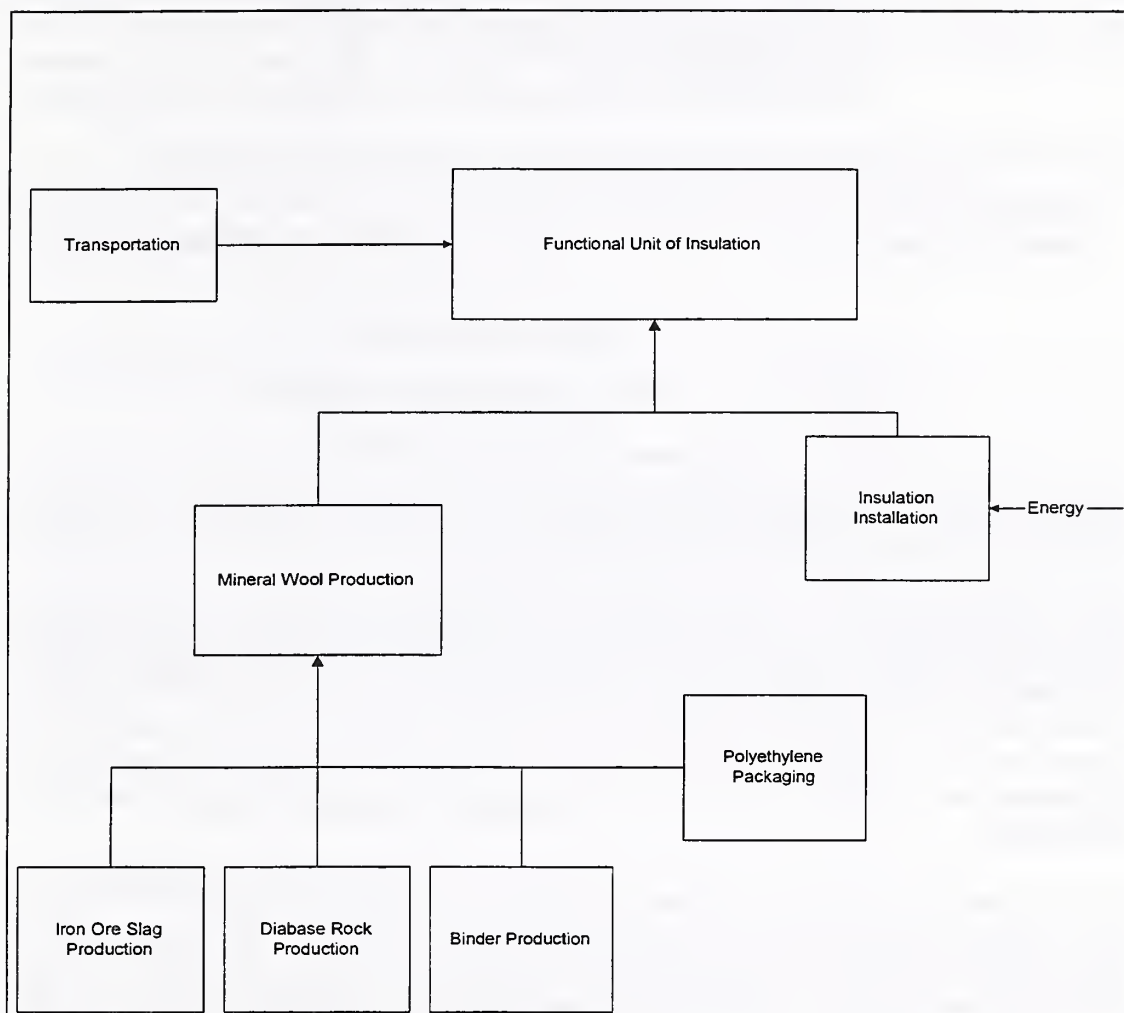 Transportation
Functional Unit of Insulation
Insulation
Installation
Energy
Mineral Wool Production
Polyethylene
Packaging
Iron Ore Slag
Production
Diabase Rock
Production
Binder Production